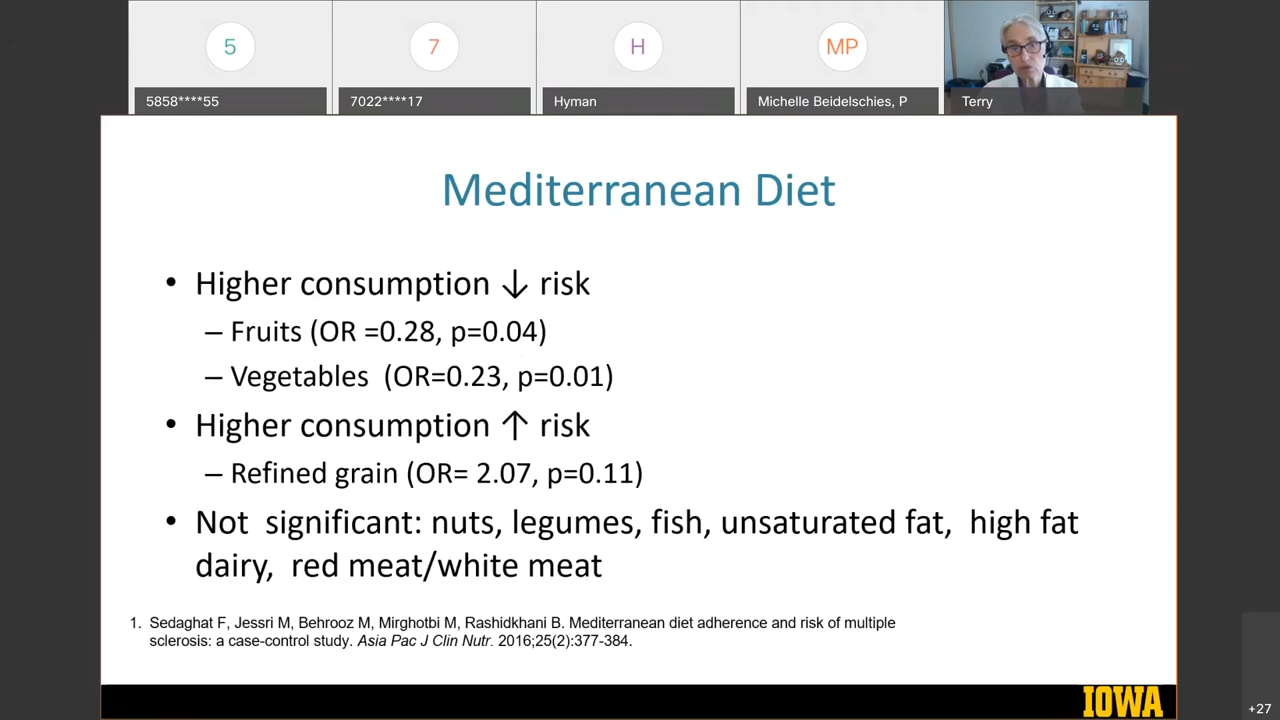 5
7
H
MP
5858****55
7022****17
Hyman
Michelle Beidelschies, P
Terry
Mediterranean Diet
• Higher consumption ↓ risk
– Fruits (OR =0.28, p=0.04)
– Vegetables (OR=0.23, p=0.01)
• Higher consumption ↑ risk
– Refined grain (OR= 2.07, p=0.11)
• Not significant: nuts, legumes, fish, unsaturated fat, high fat
dairy, red meat/white meat
1. Sedaghat F, Jessri M, Behrooz M, Mirghotbi M, Rashidkhani B. Mediterranean diet adherence and risk of multiple
sclerosis: a case-control study. Asia Pac J Clin Nutr. 2016;25(2):377-384.
IOWA
+27